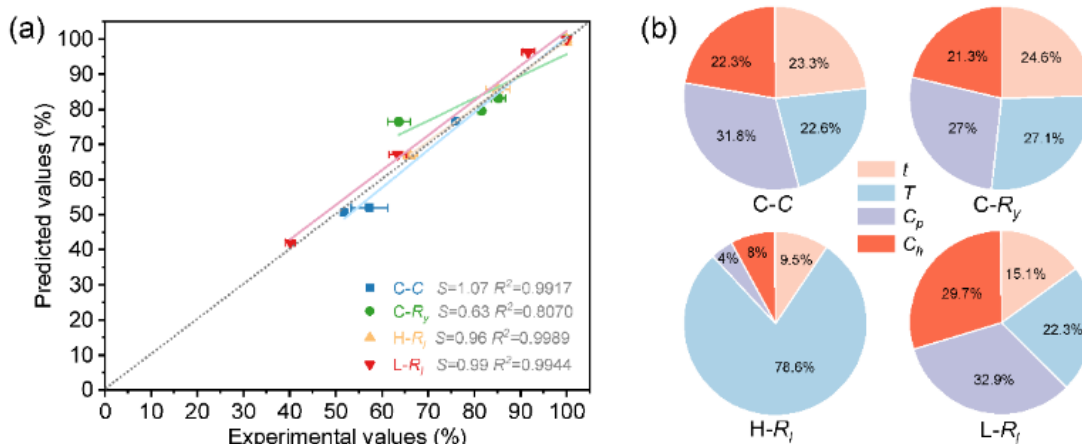 (a)
Predicted values (%)
100
90
80
70
60
50
40
30
20
10
0
0 10 20 30 40 50 60 70 80 90 100
Experimental values (%)
C-C S=1.07 R²=0.9917
C-Ry S=0.63 R²=0.8070
H-Rl S=0.96 R²=0.9989
L-Rl S=0.99 R²=0.9944
(b)
22.3% 23.3%
31.8% 22.6%
C-C
21.3% 24.6%
27% 27.1%
C-Ry
t
T
Cp
Ch
4% 8% 9.5%
78.6%
H-Rl
29.7% 15.1%
22.3%
32.9%
L-Rl